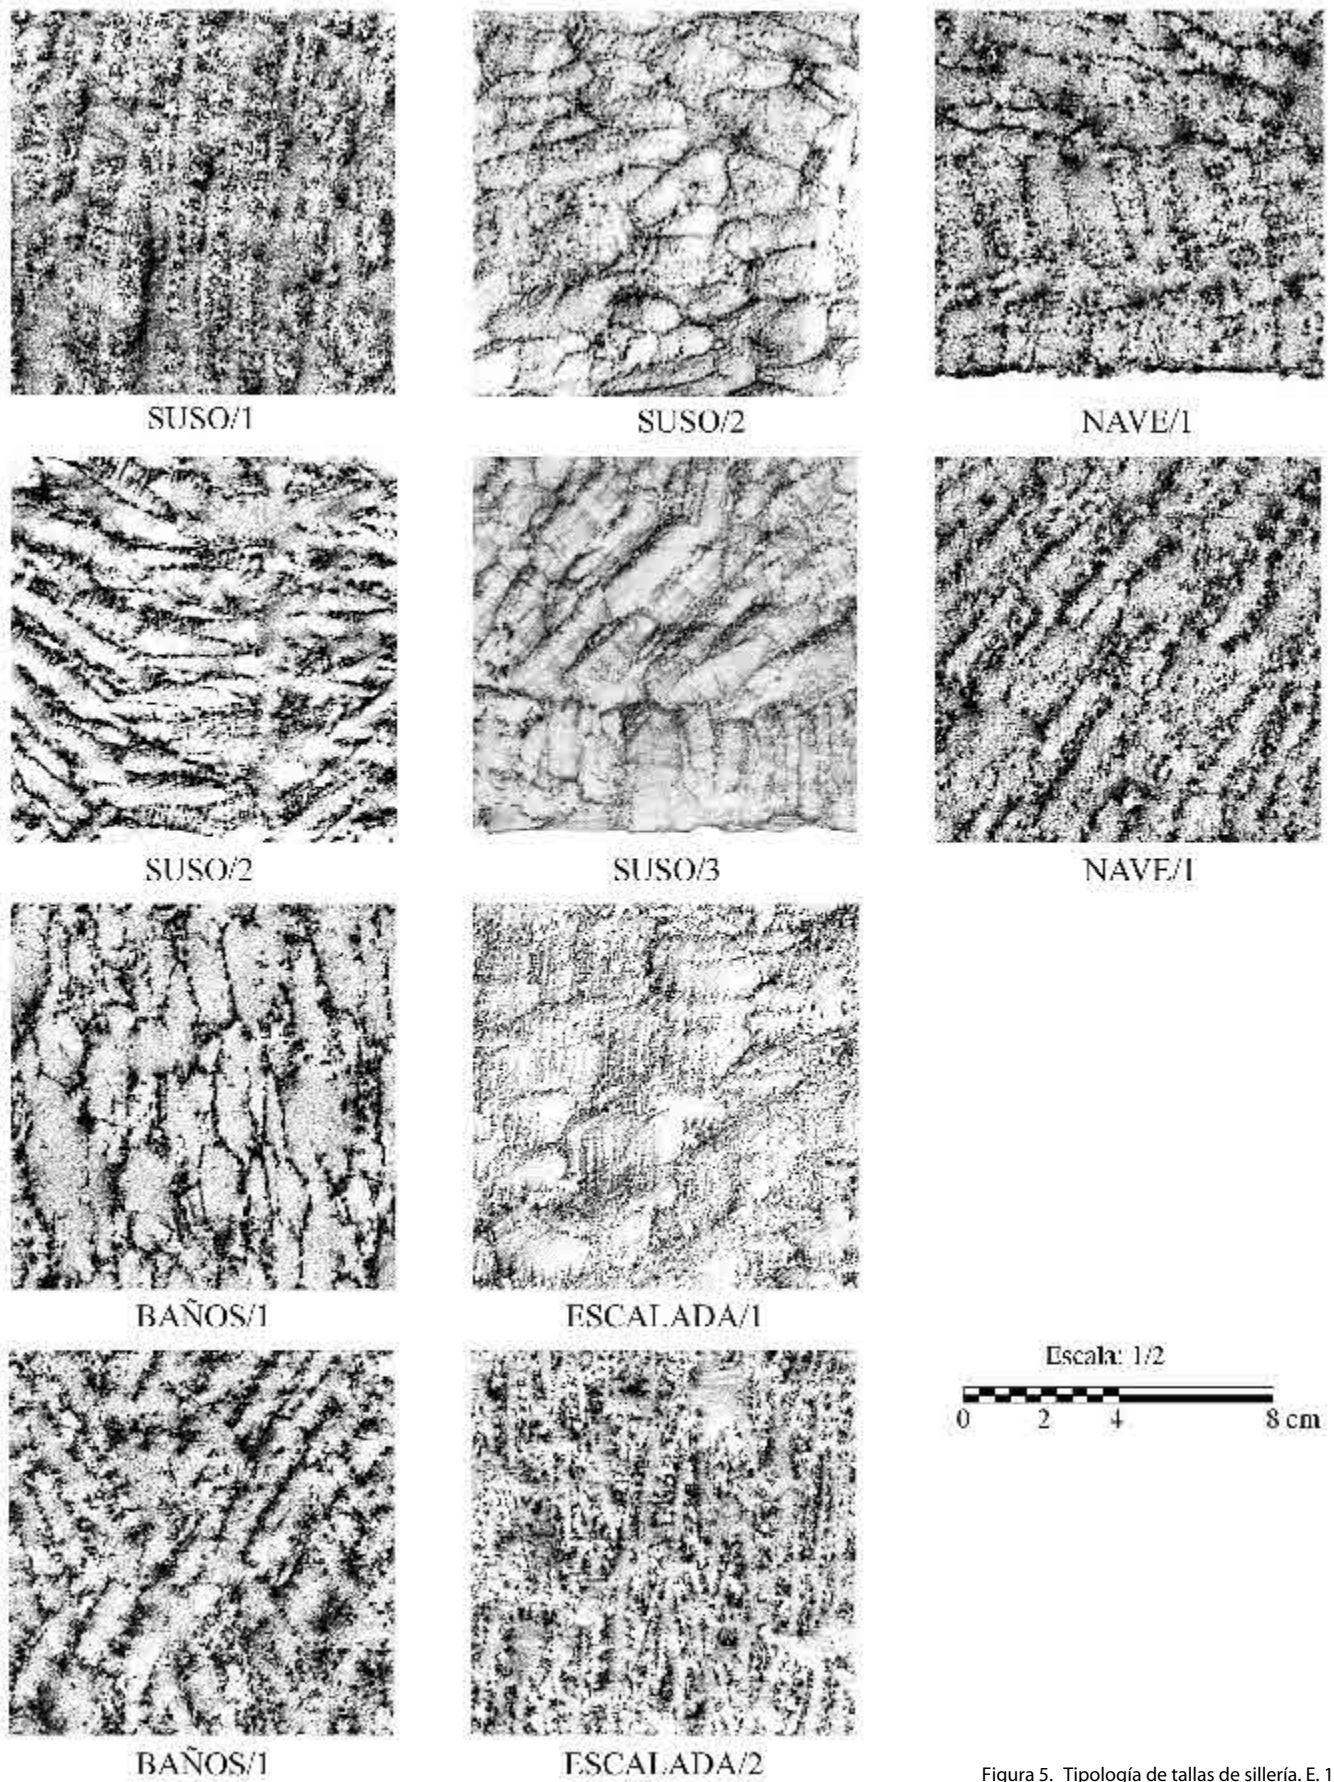 SUSO/1
SUSO/2
NAVE/1
SUSO/2
SUSO/3
NAVE/1
BAÑOS/1
ESCALADA/1
Escala: 1/2
0 2 4 8 cm
BAÑOS/1
ESCALADA/2
Figura 5. Tipología de tallas de sillería. E. 1